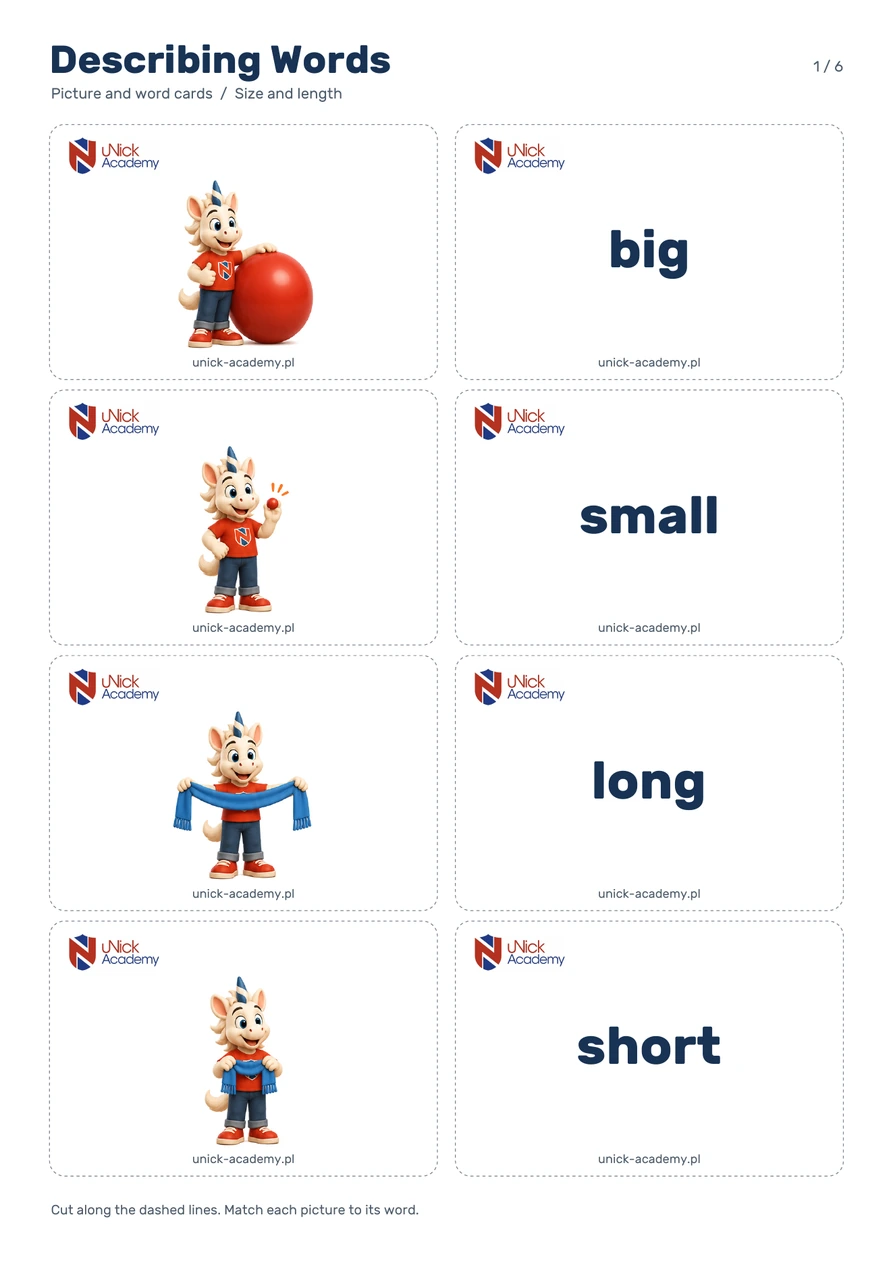 Describing Words
1 / 6
Picture and word cards / Size and length
uNick
Academy
unick-academy.pl
uNick
Academy
big
unick-academy.pl
uNick
Academy
unick-academy.pl
uNick
Academy
small
unick-academy.pl
uNick
Academy
unick-academy.pl
uNick
Academy
long
unick-academy.pl
uNick
Academy
unick-academy.pl
uNick
Academy
short
unick-academy.pl
Cut along the dashed lines. Match each picture to its word.